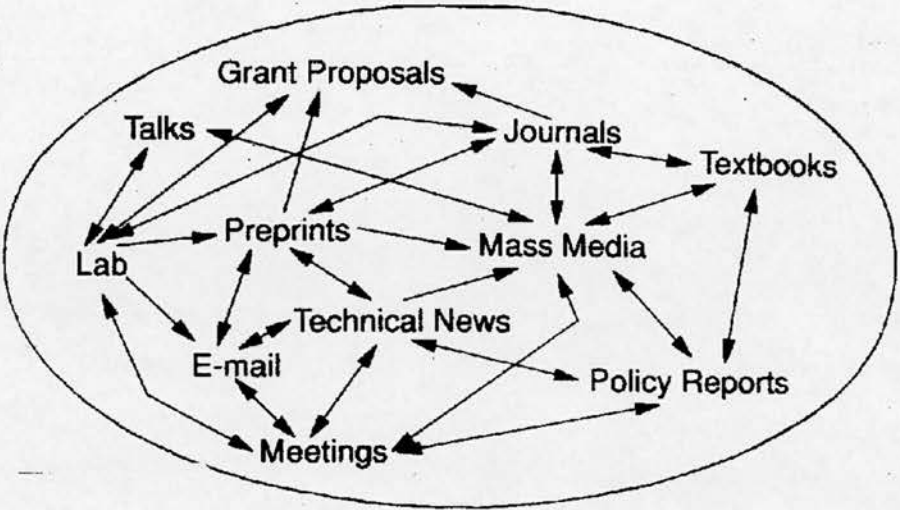 Grant Proposals
Talks
Journals
Textbooks
Preprints
Mass Media
Lab
Technical News
E-mail
Policy Reports
Meetings